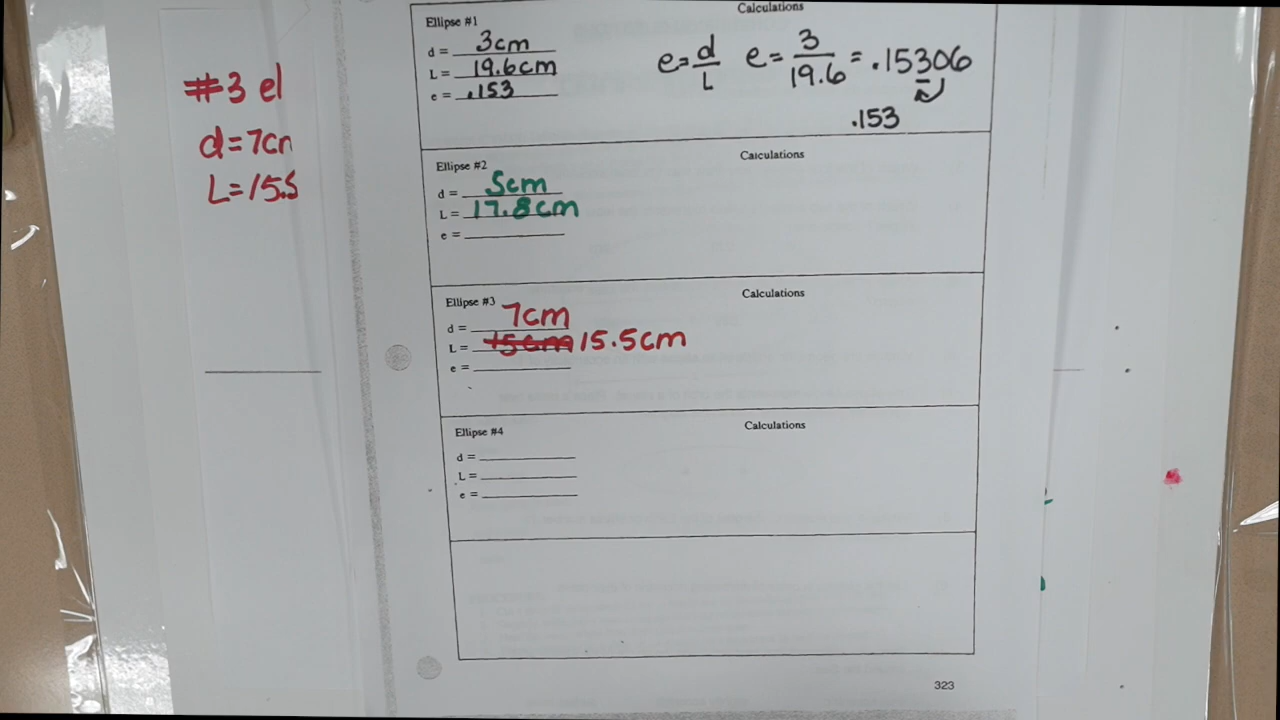 Calculations
Ellipse #1
d = 3cm
L = 19.6cm
e = .153
e=d/L e= 3/19.6 = .15306
.153
Ellipse #2
Calculations
d = 5cm
L = 17.8cm
e =
Ellipse #3
Calculations
d = 7cm
L = 15cm 15.5cm
e =
Ellipse #4
Calculations
d =
L =
e =
323
#3 el
d=7cm
L=15.5